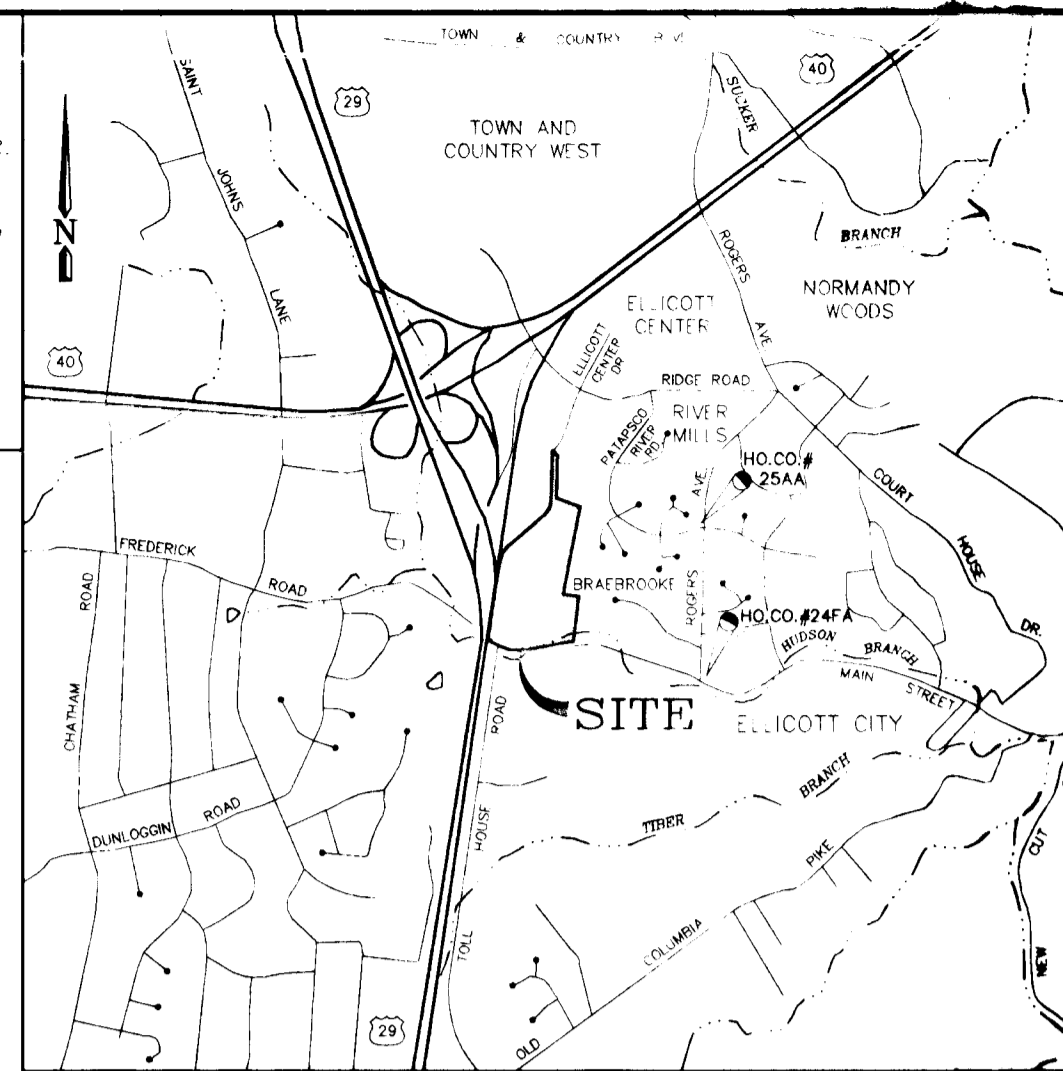 TOWN & COUNTRY
40
SAINT
29
SUCKER
TOWN AND
COUNTRY WEST
JOHNS
N
BRANCH
ROGERS
LANE
NORMANDY
WOODS
ELLICOTT
CENTER
AVE
40
ELLICOTT
CENTER
DR
RIDGE ROAD
RIVER
MILLS
PATAPSCO
RIVER
RD.
HO.CO.#
25AA
AVE
COURT
HOUSE
DR.
FREDERICK
ROAD
ROAD
BRAEBROOKE
ROGERS
HO.CO.#24FA
HUDSON
BRANCH
MAIN
STREET
SITE
ELLICOTT CITY
CHATHAM
ROAD
BRANCH
TIBER
DUNLOGGIN
ROAD
HOUSE
PIKE
CUT
COLUMBIA
TOLL
NEW
29
OLD